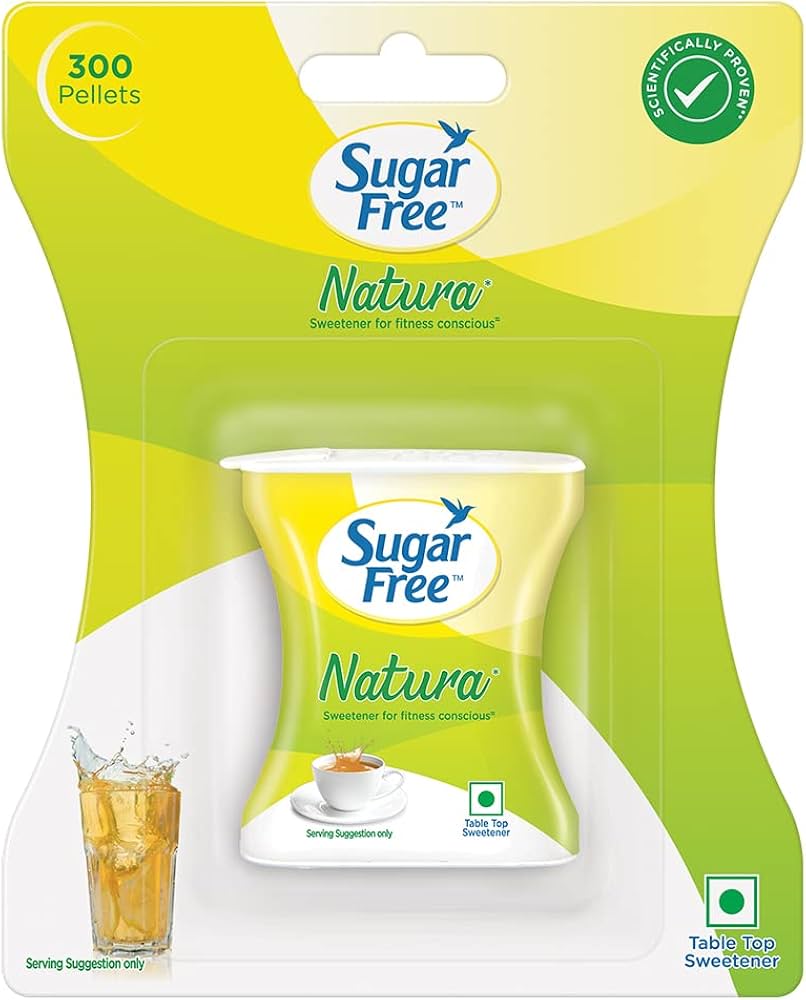 300
Pellets
SCIENTIFICALLY PROVEN**
Sugar
Free™
Natura*
Sweetener for fitness conscious≈
Sugar
Free™
Natura*
Sweetener for fitness conscious≈
Serving Suggestion only
Table Top
Sweetener
Serving Suggestion only
Table Top
Sweetener